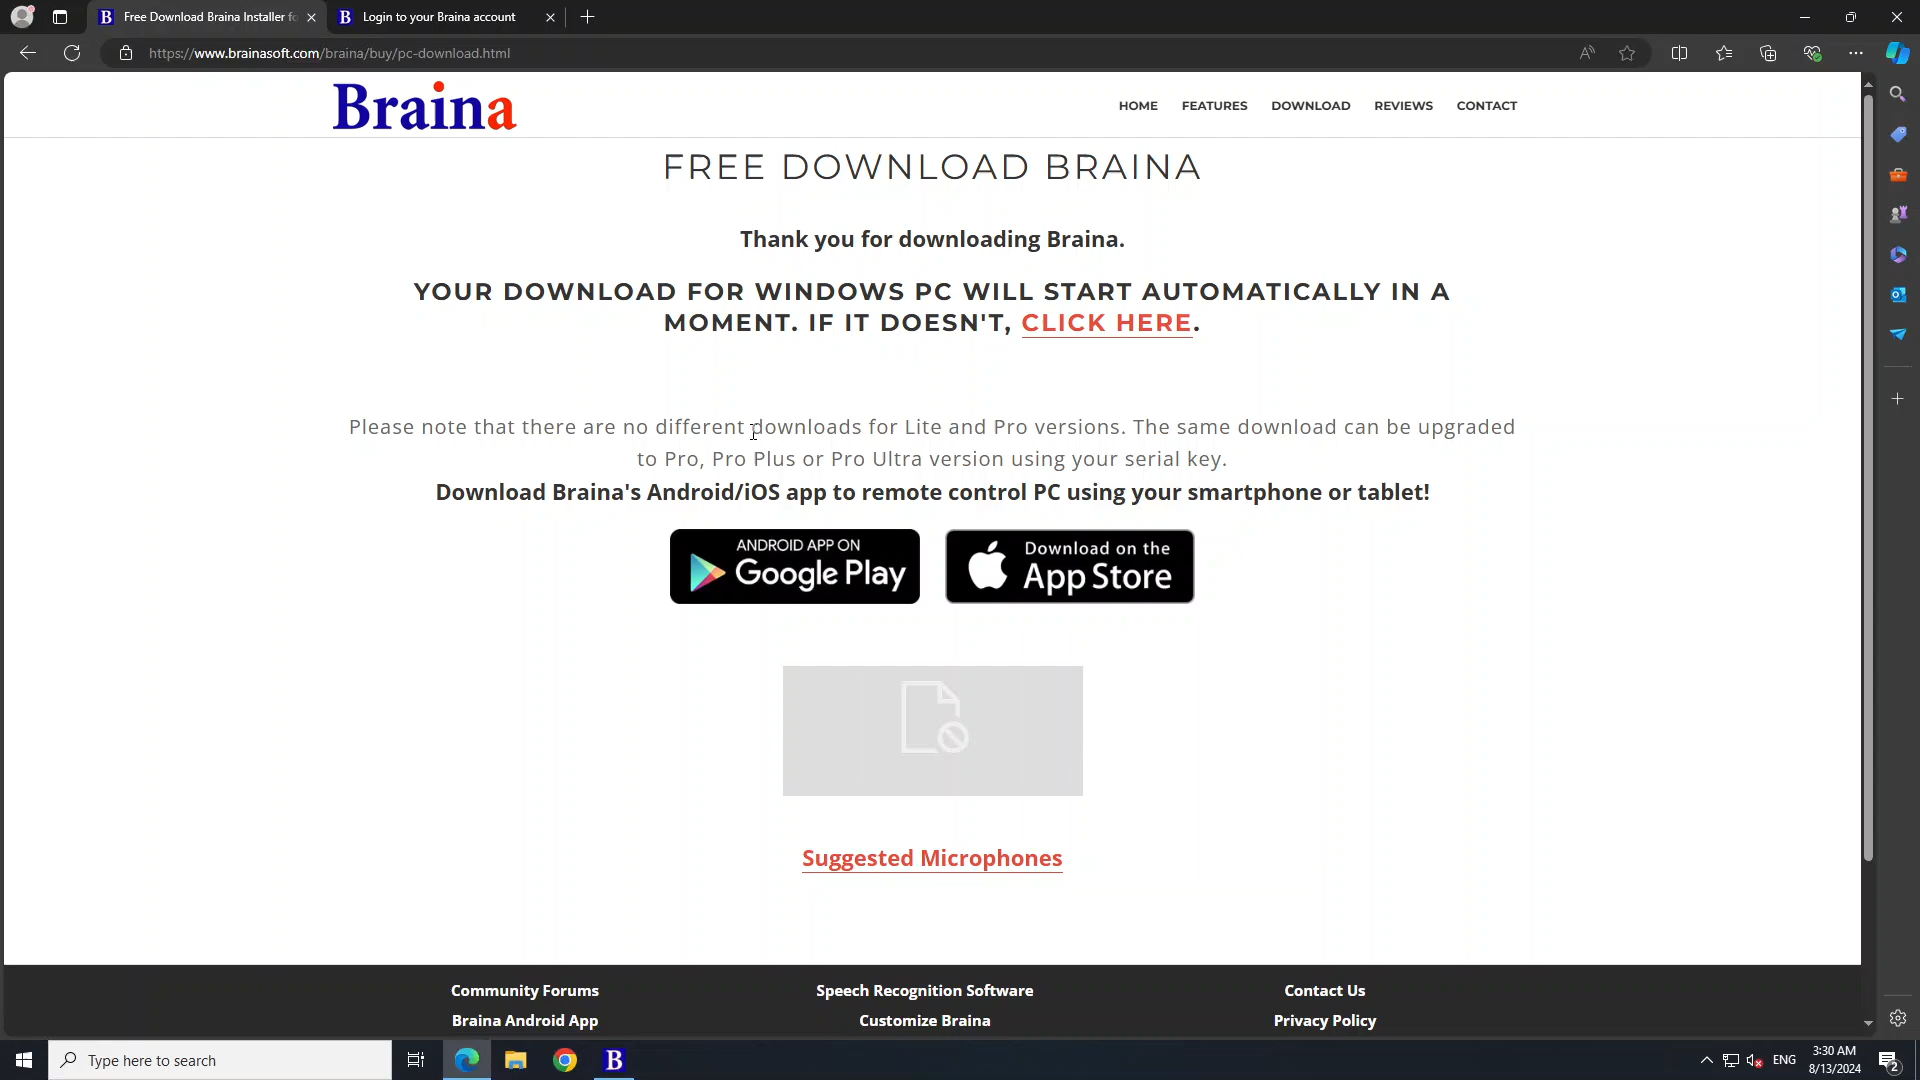 Free Download Braina Installer fo
Login to your Braina account
https://www.brainasoft.com/braina/buy/pc-download.html
Braina
HOME FEATURES DOWNLOAD REVIEWS CONTACT
FREE DOWNLOAD BRAINA
Thank you for downloading Braina.
YOUR DOWNLOAD FOR WINDOWS PC WILL START AUTOMATICALLY IN A
MOMENT. IF IT DOESN'T, CLICK HERE.
Please note that there are no different downloads for Lite and Pro versions. The same download can be upgraded
to Pro, Pro Plus or Pro Ultra version using your serial key.
Download Braina's Android/iOS app to remote control PC using your smartphone or tablet!
ANDROID APP ON
Google Play
Download on the
App Store
Suggested Microphones
Community Forums
Speech Recognition Software
Contact Us
Braina Android App
Customize Braina
Privacy Policy
Type here to search
B
ENG
3:30 AM
8/13/2024
2